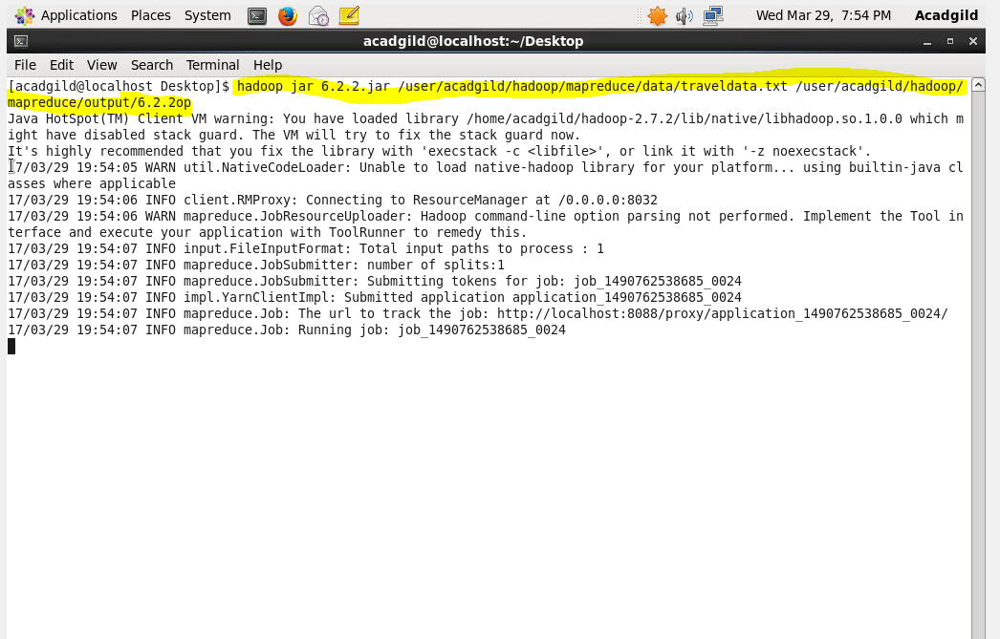 Applications Places System Wed Mar 29, 7:54 PM Acadgild
acadgild@localhost:~/Desktop
File Edit View Search Terminal Help
[acadgild@localhost Desktop]$ hadoop jar 6.2.2.jar /user/acadgild/hadoop/mapreduce/data/traveldata.txt /user/acadgild/hadoop/
mapreduce/output/6.2.2op
Java HotSpot(TM) Client VM warning: You have loaded library /home/acadgild/hadoop-2.7.2/lib/native/libhadoop.so.1.0.0 which m
ight have disabled stack guard. The VM will try to fix the stack guard now.
It's highly recommended that you fix the library with 'execstack -c <libfile>', or link it with '-z noexecstack'.
17/03/29 19:54:05 WARN util.NativeCodeLoader: Unable to load native-hadoop library for your platform... using builtin-java cl
asses where applicable
17/03/29 19:54:06 INFO client.RMProxy: Connecting to ResourceManager at /0.0.0.0:8032
17/03/29 19:54:06 WARN mapreduce.JobResourceUploader: Hadoop command-line option parsing not performed. Implement the Tool in
terface and execute your application with ToolRunner to remedy this.
17/03/29 19:54:07 INFO input.FileInputFormat: Total input paths to process : 1
17/03/29 19:54:07 INFO mapreduce.JobSubmitter: number of splits:1
17/03/29 19:54:07 INFO mapreduce.JobSubmitter: Submitting tokens for job: job_1490762538685_0024
17/03/29 19:54:07 INFO impl.YarnClientImpl: Submitted application application_1490762538685_0024
17/03/29 19:54:07 INFO mapreduce.Job: The url to track the job: http://localhost:8088/proxy/application_1490762538685_0024/
17/03/29 19:54:07 INFO mapreduce.Job: Running job: job_1490762538685_0024